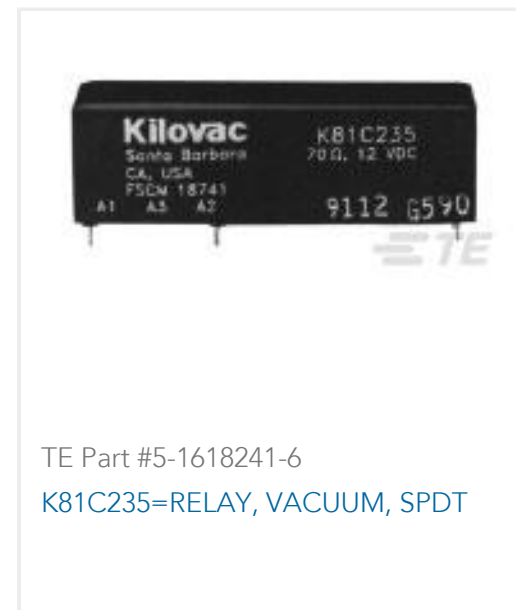 Kilovac
Santa Barbara
CA, USA
FSCM 18741
A1 A3 A2
K81C235
70Ω, 12 VDC
9112 G590
TE
TE Part #5-1618241-6
K81C235=RELAY, VACUUM, SPDT